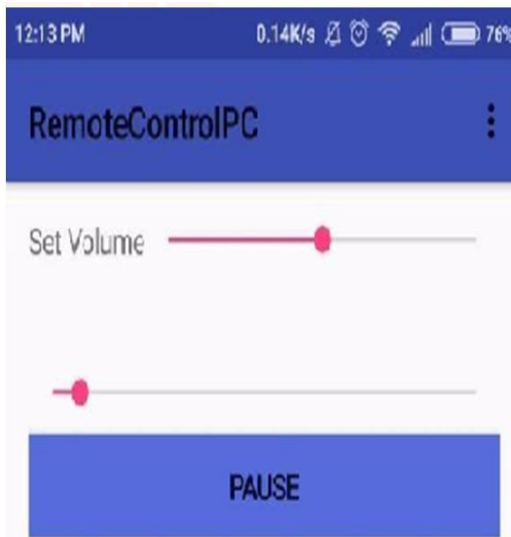 12:13 PM 0.14K/s 76%
RemoteControlPC
Set Volume
PAUSE